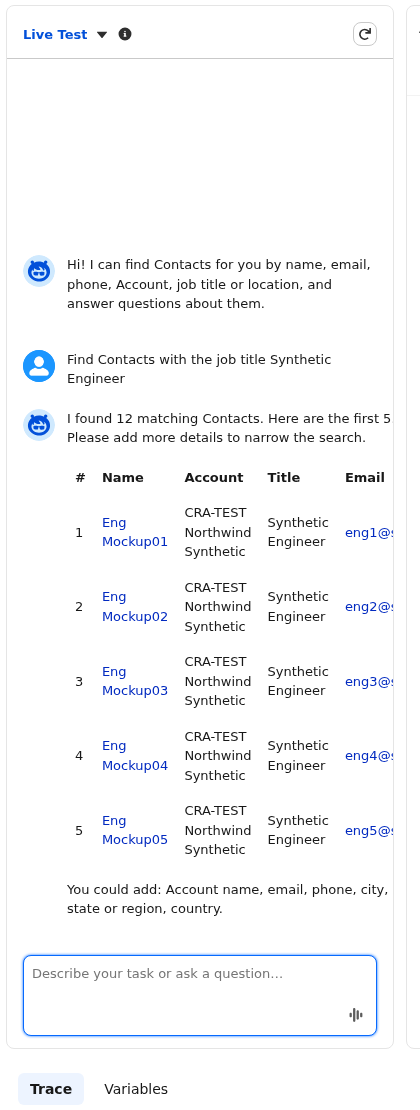 Live Test
Hi! I can find Contacts for you by name, email,
phone, Account, job title or location, and
answer questions about them.
Find Contacts with the job title Synthetic
Engineer
I found 12 matching Contacts. Here are the first 5
Please add more details to narrow the search.
# Name Account Title Email
1 Eng Mockup01 CRA-TEST Northwind Synthetic Synthetic Engineer eng1@s
2 Eng Mockup02 CRA-TEST Northwind Synthetic Synthetic Engineer eng2@s
3 Eng Mockup03 CRA-TEST Northwind Synthetic Synthetic Engineer eng3@s
4 Eng Mockup04 CRA-TEST Northwind Synthetic Synthetic Engineer eng4@s
5 Eng Mockup05 CRA-TEST Northwind Synthetic Synthetic Engineer eng5@s
You could add: Account name, email, phone, city,
state or region, country.
Describe your task or ask a question...
Trace Variables